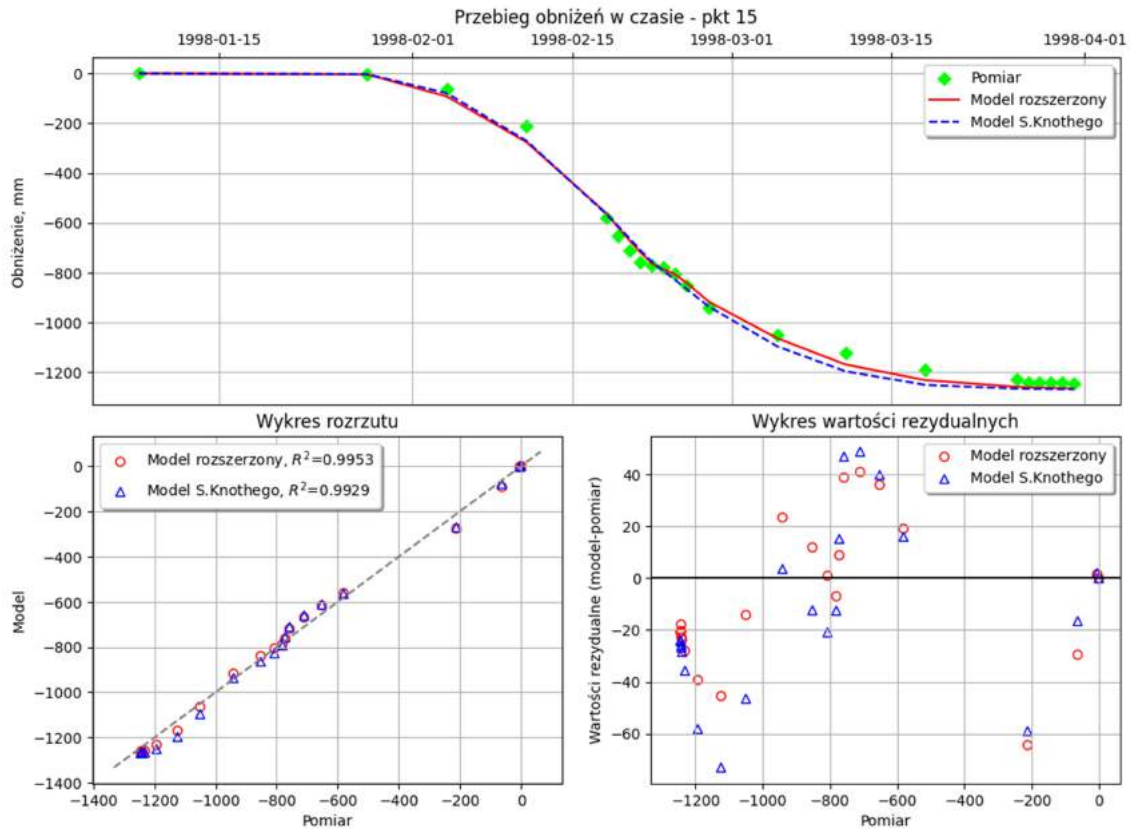 Przebieg obniżeń w czasie - pkt 15
1998-01-15 1998-02-01 1998-02-15 1998-03-01 1998-03-15 1998-04-01
Obniżenie, mm
0
−200
−400
−600
−800
−1000
−1200
Pomiar
Model rozszerzony
Model S.Knothego
Wykres rozrzutu
Model
0
−200
−400
−600
−800
−1000
−1200
−1400
Model rozszerzony, R²=0.9953
Model S.Knothego, R²=0.9929
−1400 −1200 −1000 −800 −600 −400 −200 0
Pomiar
Wykres wartości rezydualnych
Wartości rezydualne (model-pomiar)
40
20
0
−20
−40
−60
Model rozszerzony
Model S.Knothego
−1200 −1000 −800 −600 −400 −200 0
Pomiar